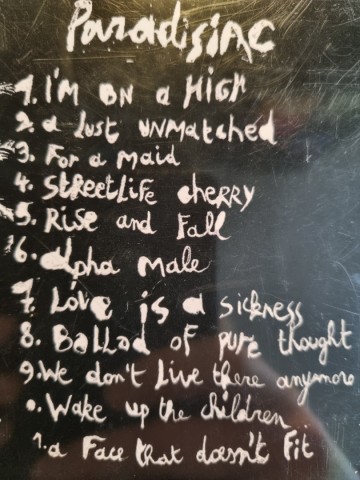 Paradisiac
1. I'm on a High
2. a lust unmatched
3. For a maid
4. Streetlife cherry
5. Rise and Fall
6. alpha male
7. Love is a sickness
8. Ballad of pure thought
9. We don't Live there anymore
0. Wake up the children
1. a Face that doesn't Fit